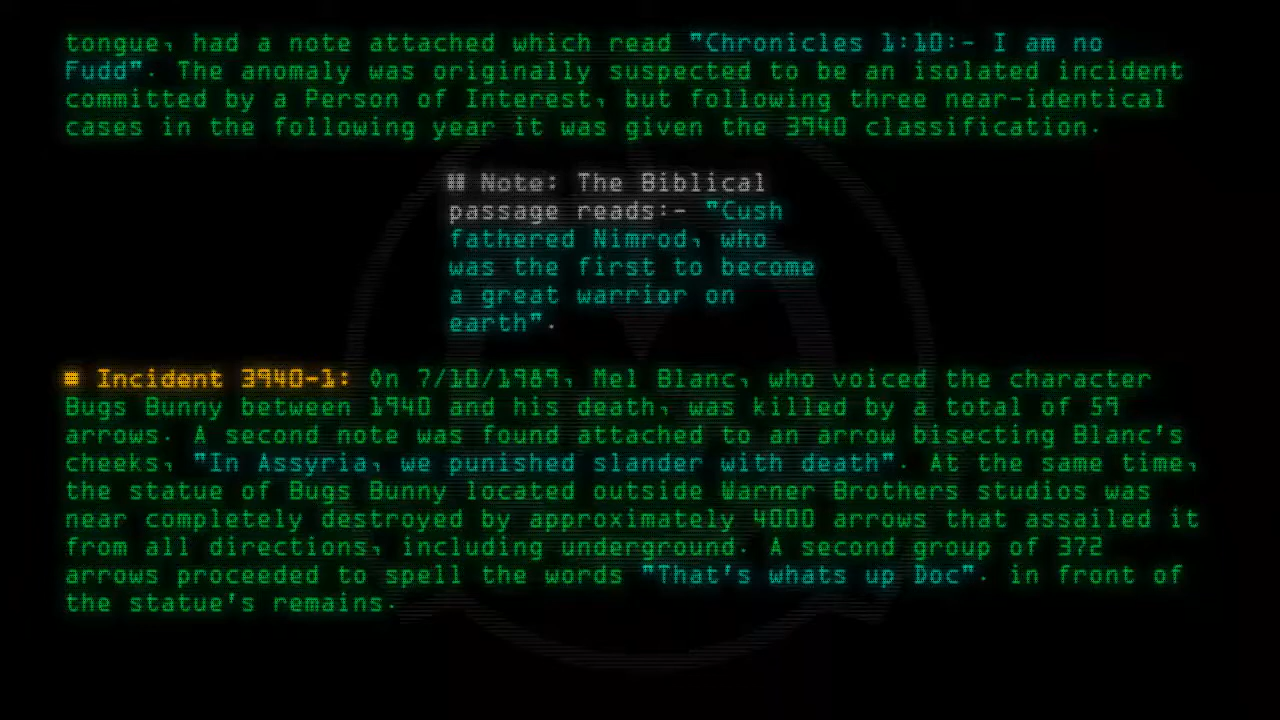 tongue, had a note attached which read "Chronicles 1:10:- I am no
Fudd". The anomaly was originally suspected to be an isolated incident
committed by a Person of Interest, but following three near-identical
cases in the following year it was given the 3940 classification.
# Note: The Biblical
passage reads:- "Cush
fathered Nimrod, who
was the first to become
a great warrior on
earth".
# Incident 3940-1: On 7/10/1989, Mel Blanc, who voiced the character
Bugs Bunny between 1940 and his death, was killed by a total of 59
arrows. A second note was found attached to an arrow bisecting Blanc's
cheeks, "In Assyria, we punished slander with death". At the same time,
the statue of Bugs Bunny located outside Warner Brothers studios was
near completely destroyed by approximately 4000 arrows that assailed it
from all directions, including underground. A second group of 372
arrows proceeded to spell the words "That's whats up Doc". in front of
the statue's remains.